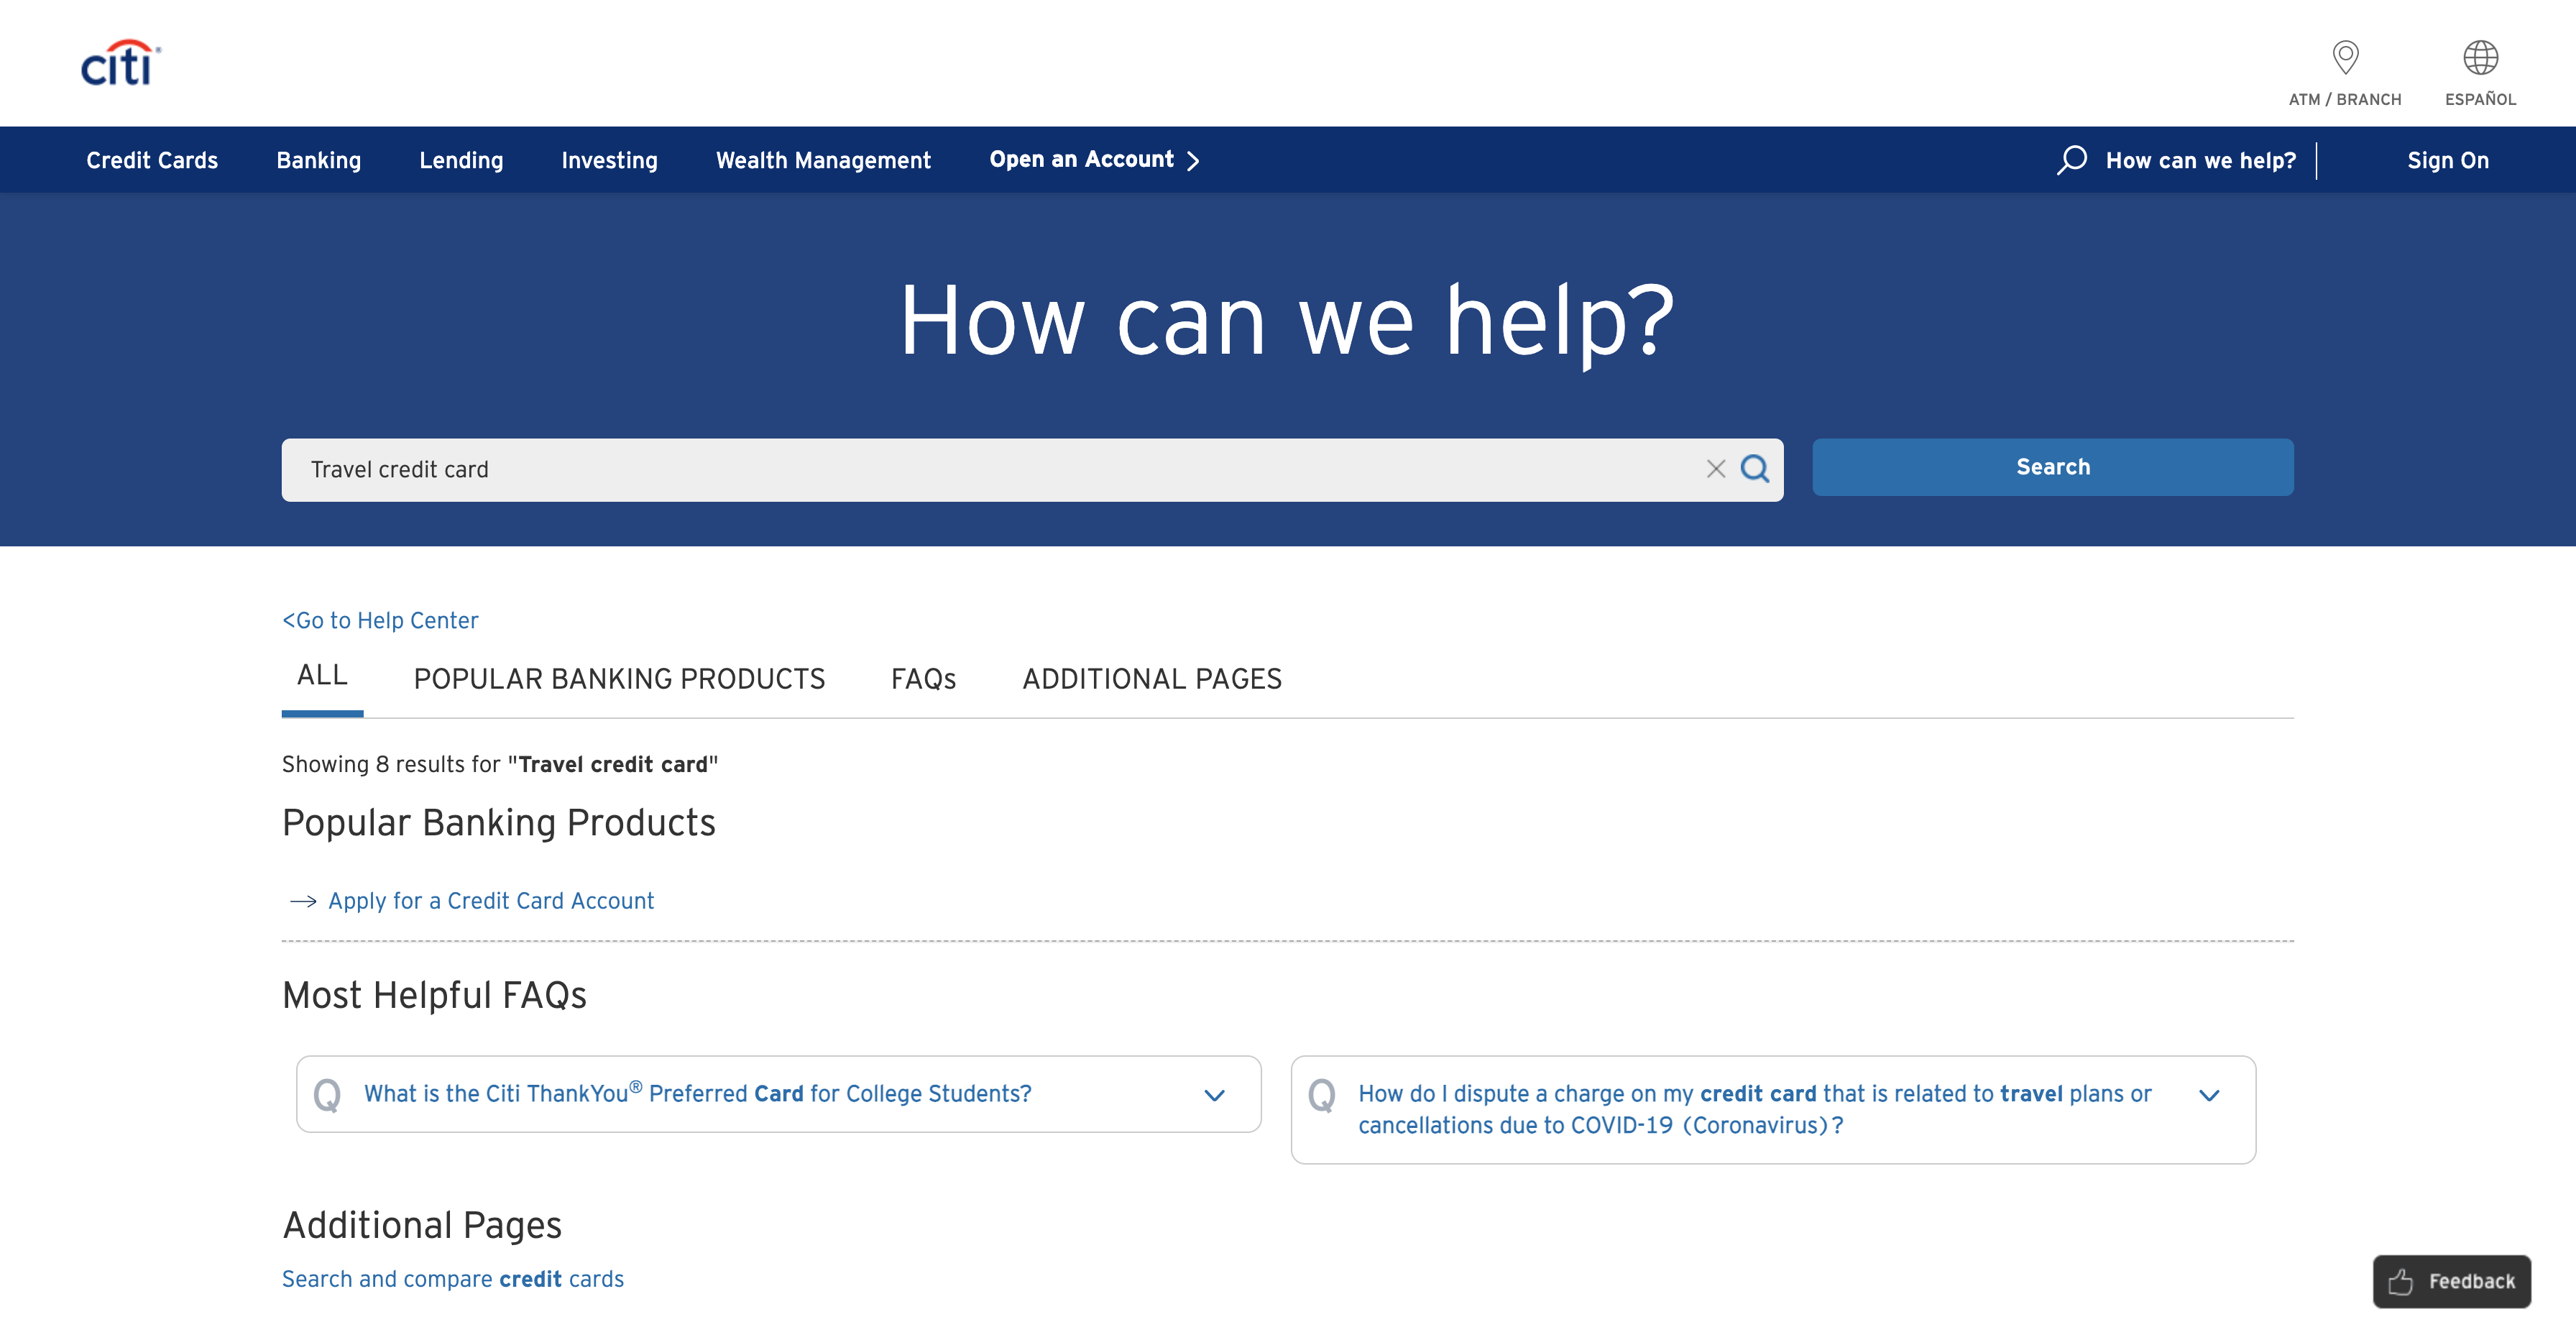 citi®
ATM / BRANCH
ESPAÑOL
Credit Cards
Banking
Lending
Investing
Wealth Management
Open an Account
How can we help?
Sign On
How can we help?
Travel credit card
Search
<Go to Help Center
ALL
POPULAR BANKING PRODUCTS
FAQs
ADDITIONAL PAGES
Showing 8 results for "Travel credit card"
Popular Banking Products
Apply for a Credit Card Account
Most Helpful FAQs
Q What is the Citi ThankYou® Preferred Card for College Students?
Q How do I dispute a charge on my credit card that is related to travel plans or
cancellations due to COVID-19 (Coronavirus)?
Additional Pages
Search and compare credit cards
Feedback